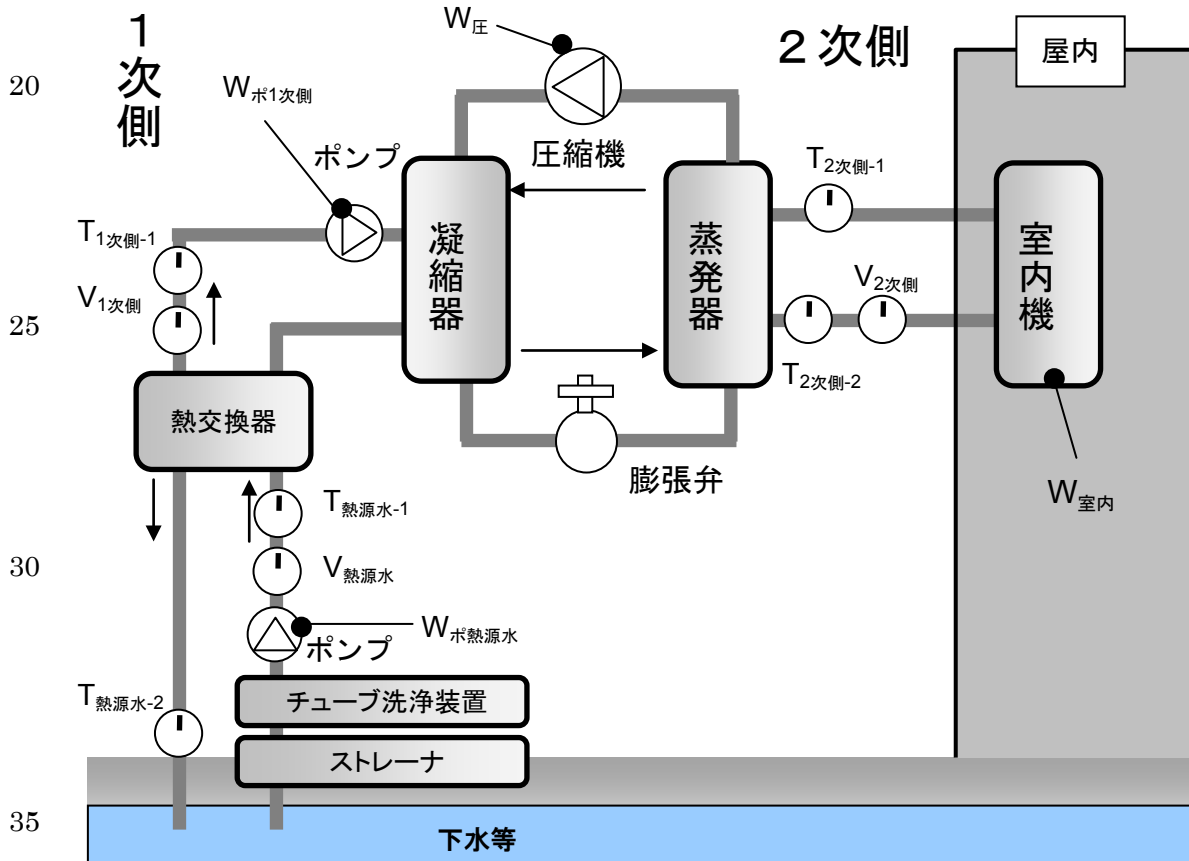 1次側
W圧
2次側
屋内
20
Wポ1次側
ポンプ
圧縮機
T2次側-1
T1次側-1
凝縮器
蒸発器
室内機
V1次側
V2次側
25
T2次側-2
熱交換器
膨張弁
W室内
T熱源水-1
30
V熱源水
Wポ熱源水
ポンプ
T熱源水-2
チューブ洗浄装置
ストレーナ
35
下水等